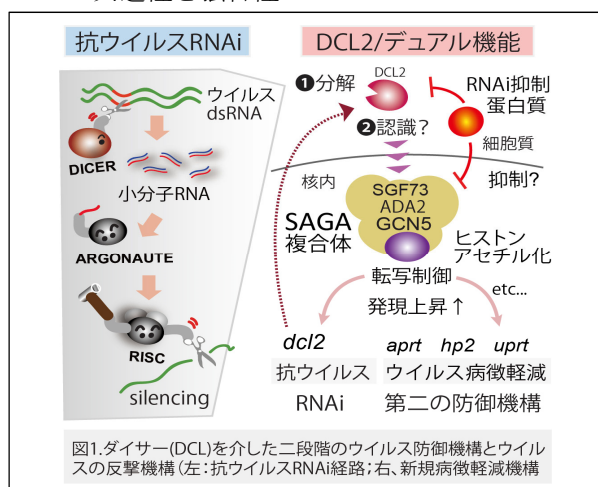 抗ウイルスRNAi
ウイルス
dsRNA
DICER
小分子RNA
ARGONAUTE
RISC
silencing
DCL2/デュアル機能
❶分解
DCL2
RNAi抑制
蛋白質
❷認識?
細胞質
核内
抑制?
SGF73
ADA2
GCN5
SAGA
複合体
ヒストン
アセチル化
転写制御
etc...
発現上昇↑
dcl2
aprt hp2 uprt
抗ウイルス
ウイルス病徴軽減
RNAi
第二の防御機構
図1.ダイサー(DCL)を介した二段階のウイルス防御機構とウイル
スの反撃機構(左:抗ウイルスRNAi経路;右、新規病徴軽減機構